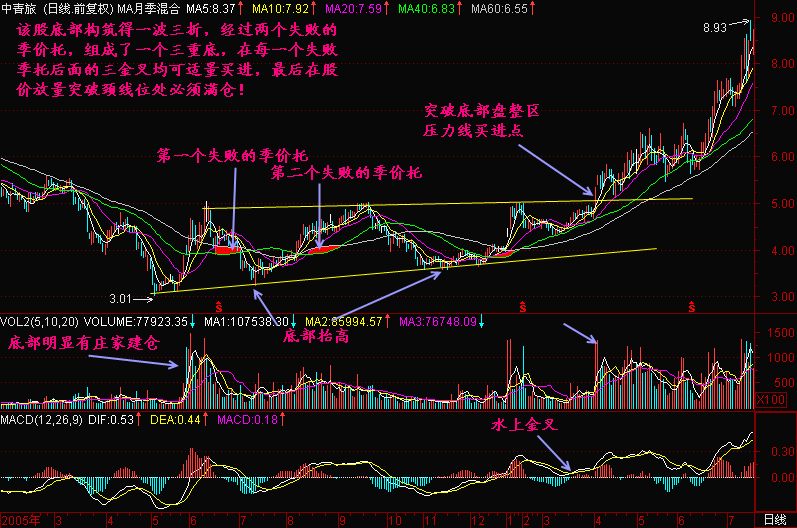 中青旅 (日线.前复权) MA月季混合 MA5:8.37↑ MA10:7.92↑ MA20:7.59↑ MA40:6.83↑ MA60:6.55↑
该股底部构筑得一波三折，经过两个失败的
季价托，组成了一个三重底。在每一个失败
季托后面的三金叉均可适量买进，最后在股
价放量突破颈线位处必须满仓！
8.93
9.00
8.00
7.00
6.00
5.00
4.00
3.00
突破底部盘整区
压力线买进点
第一个失败的季价托
第二个失败的季价托
3.01
S S S
VOL2(5,10,20) VOLUME:77923.35↓ MA1:107538.30↓ MA2:85994.57↑ MA3:76748.09↓
底部抬高
底部明显有庄家建仓
1500
1000
500
X100
MACD(12,26,9) DIF:0.53↑ DEA:0.44↑ MACD:0.18↑
水上金叉
0.30
0.00
2005年 3 4 5 6 7 8 9 10 11 12 1 2 3 4 5 6 7 日线